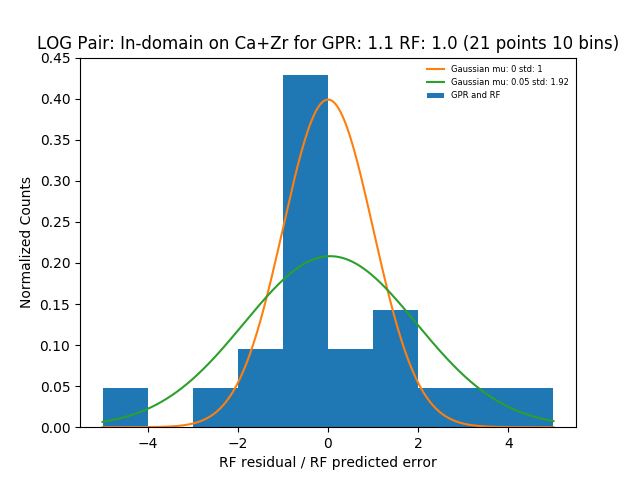 LOG Pair: In-domain on Ca+Zr for GPR: 1.1 RF: 1.0 (21 points 10 bins)
Gaussian mu: 0 std: 1
Gaussian mu: 0.05 std: 1.92
GPR and RF
Normalized Counts
0.45
0.40
0.35
0.30
0.25
0.20
0.15
0.10
0.05
0.00
−4 −2 0 2 4
RF residual / RF predicted error